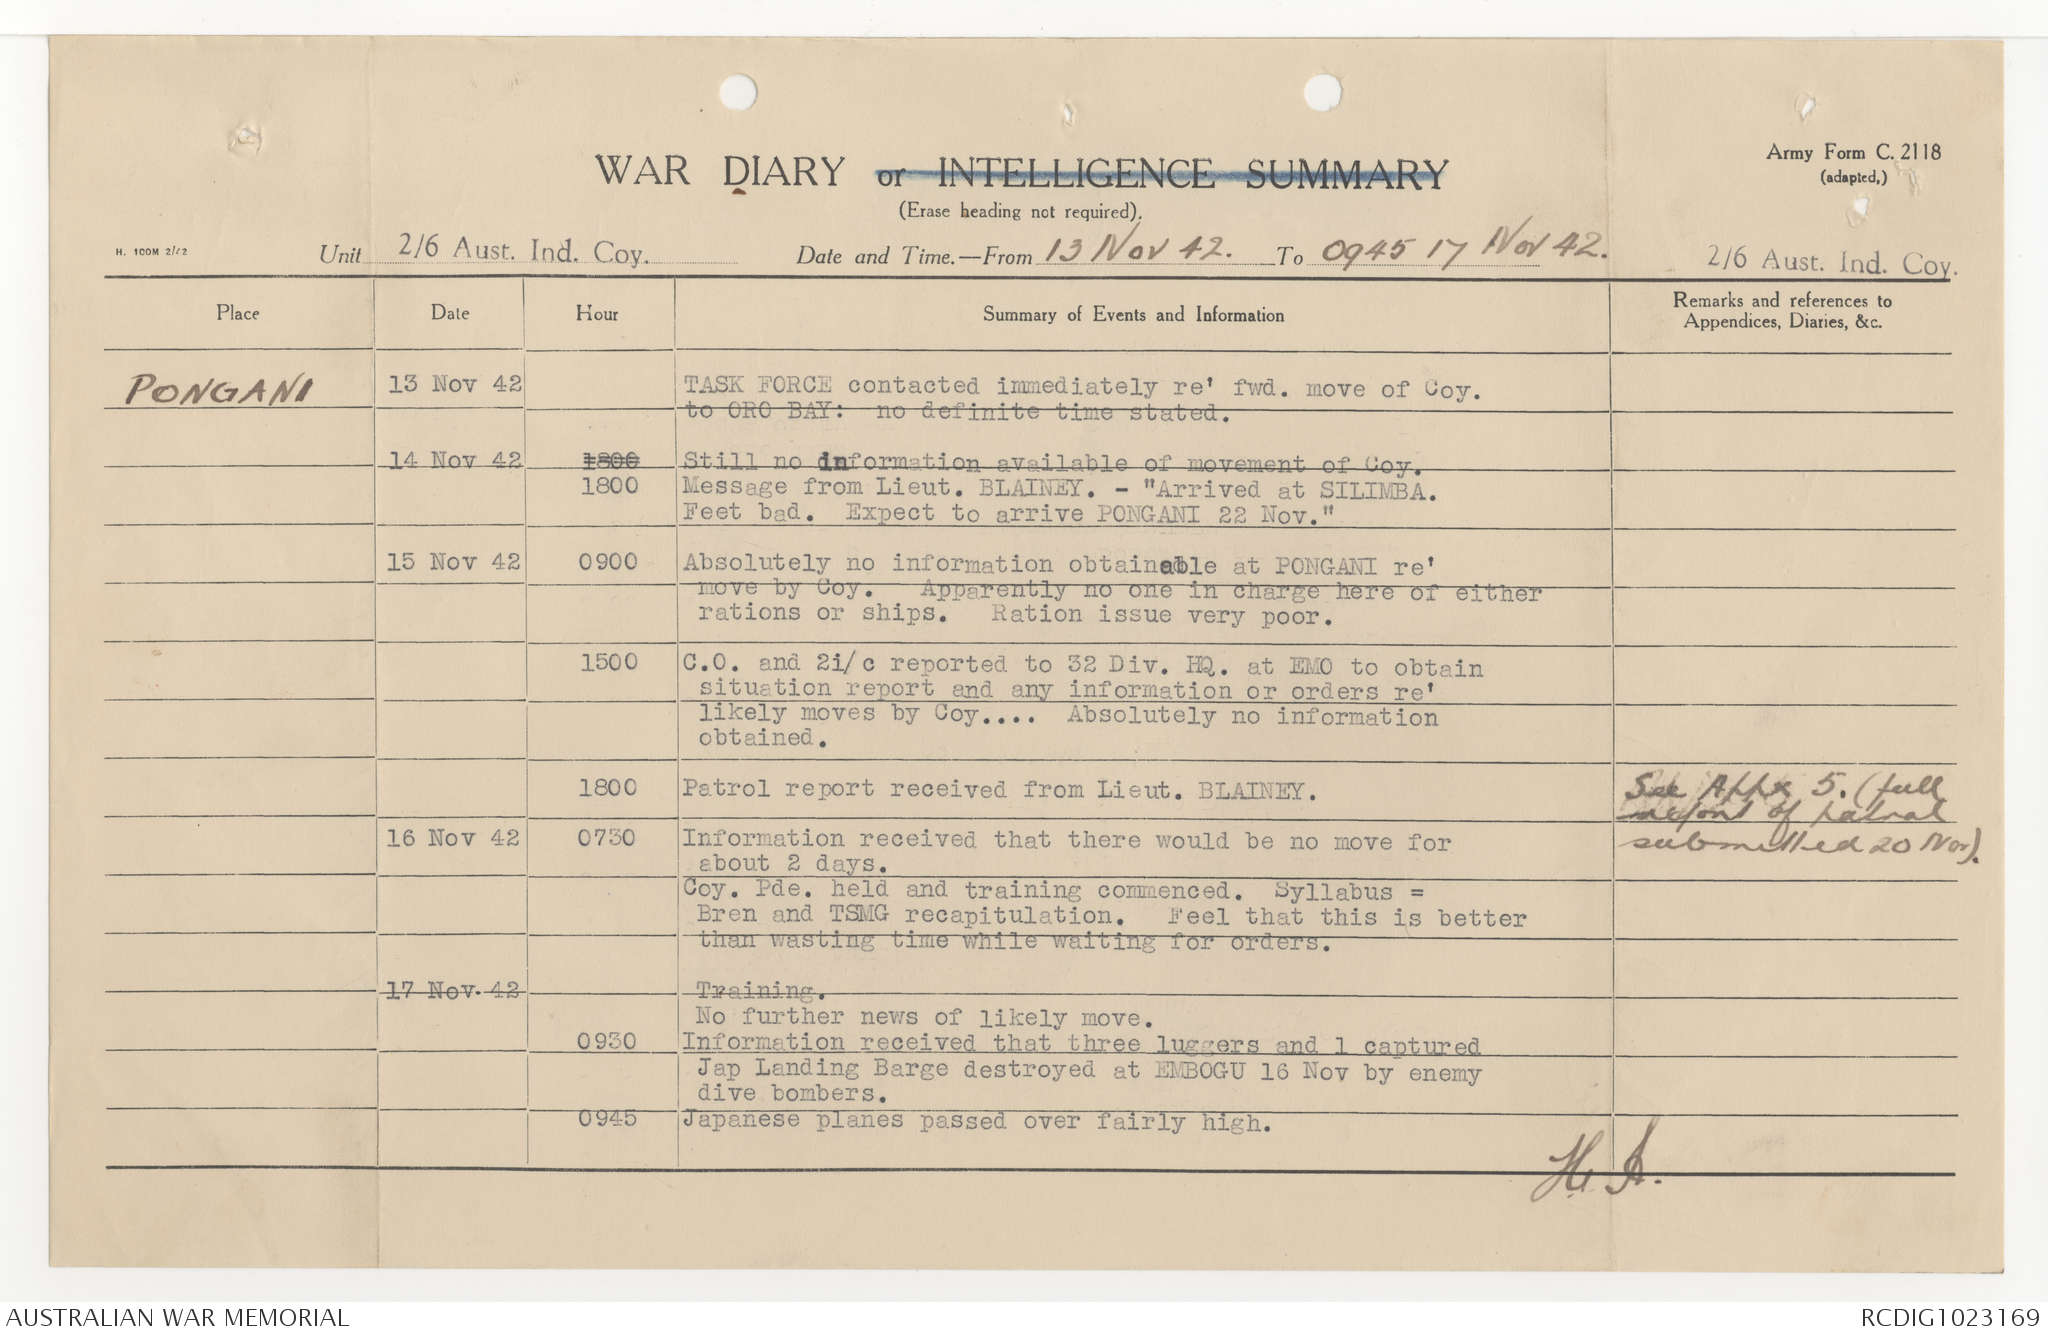 WAR DIARY or INTELLIGENCE SUMMARY
(Erase heading not required).
Army Form C. 2118
(adapted,)
H. 100M 2/42
Unit 2/6 Aust. Ind. Coy.
Date and Time.—From 13 Nov 42. To 0945 17 Nov 42.
2/6 Aust. Ind. Coy.
Place Date Hour Summary of Events and Information Remarks and references to
Appendices, Diaries, &c.
PONGANI 13 Nov 42 TASK FORCE contacted immediately re' fwd. move of Coy.
to ORO BAY: no definite time stated.
14 Nov 42 1800 Still no information available of movement of Coy.
1800 Message from Lieut. BLAINEY. - "Arrived at SILIMBA.
Feet bad. Expect to arrive PONGANI 22 Nov."
15 Nov 42 0900 Absolutely no information obtainable at PONGANI re'
move by Coy. Apparently no one in charge here of either
rations or ships. Ration issue very poor.
1500 C.O. and 2i/c reported to 32 Div. HQ. at EMO to obtain
situation report and any information or orders re'
likely moves by Coy.... Absolutely no information
obtained.
1800 Patrol report received from Lieut. BLAINEY. See Appx 5. (full
report of patrol
16 Nov 42 0730 Information received that there would be no move for submitted 20 Nov).
about 2 days.
Coy. Pde. held and training commenced. Syllabus =
Bren and TSMG recapitulation. Feel that this is better
than wasting time while waiting for orders.
17 Nov. 42 Training.
No further news of likely move.
0930 Information received that three luggers and 1 captured
Jap Landing Barge destroyed at EMBOGU 16 Nov by enemy
dive bombers.
0945 Japanese planes passed over fairly high.
AUSTRALIAN WAR MEMORIAL
RCDIG1023169